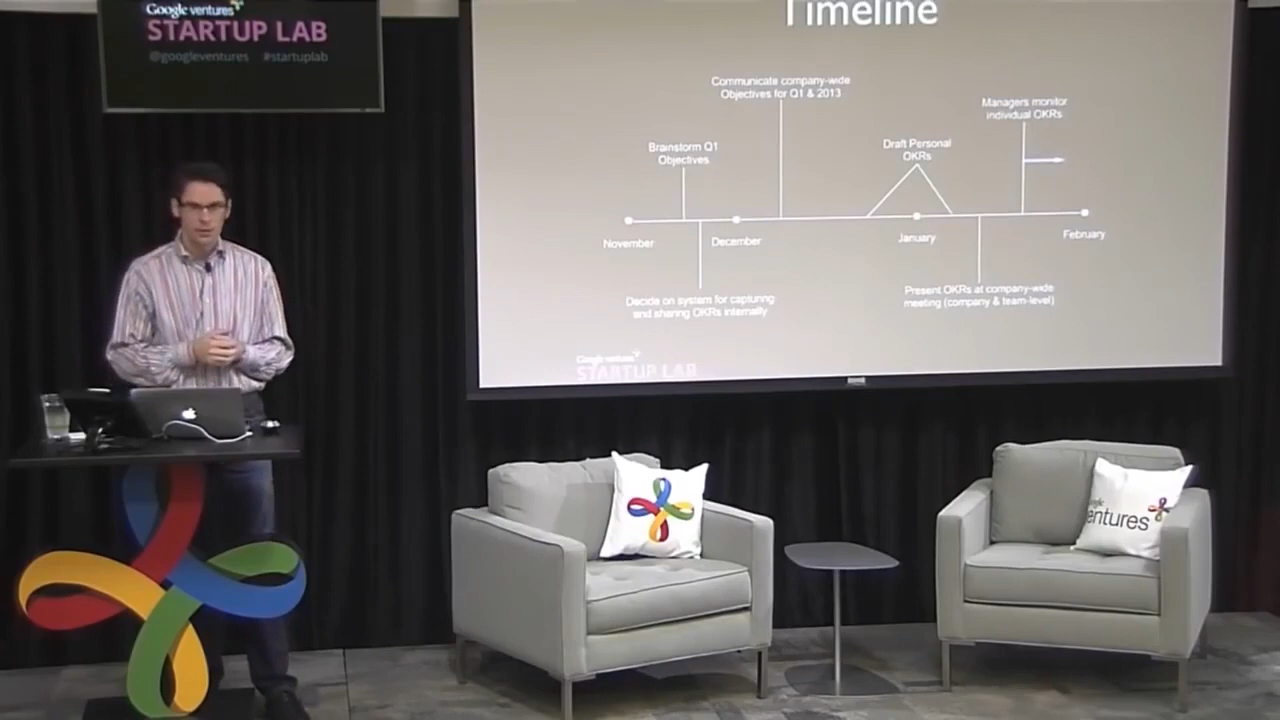 Google ventures
STARTUP LAB
@googleventures #startuplab
Timeline
Communicate company-wide
Objectives for Q1 & 2013
Managers monitor
individual OKRs
Brainstorm Q1
Objectives
Draft Personal
OKRs
November
December
January
February
Decide on system for capturing
and sharing OKRs internally
Present OKRs at company-wide
meeting (company & team-level)
Google ventures
STARTUP LAB
ventures